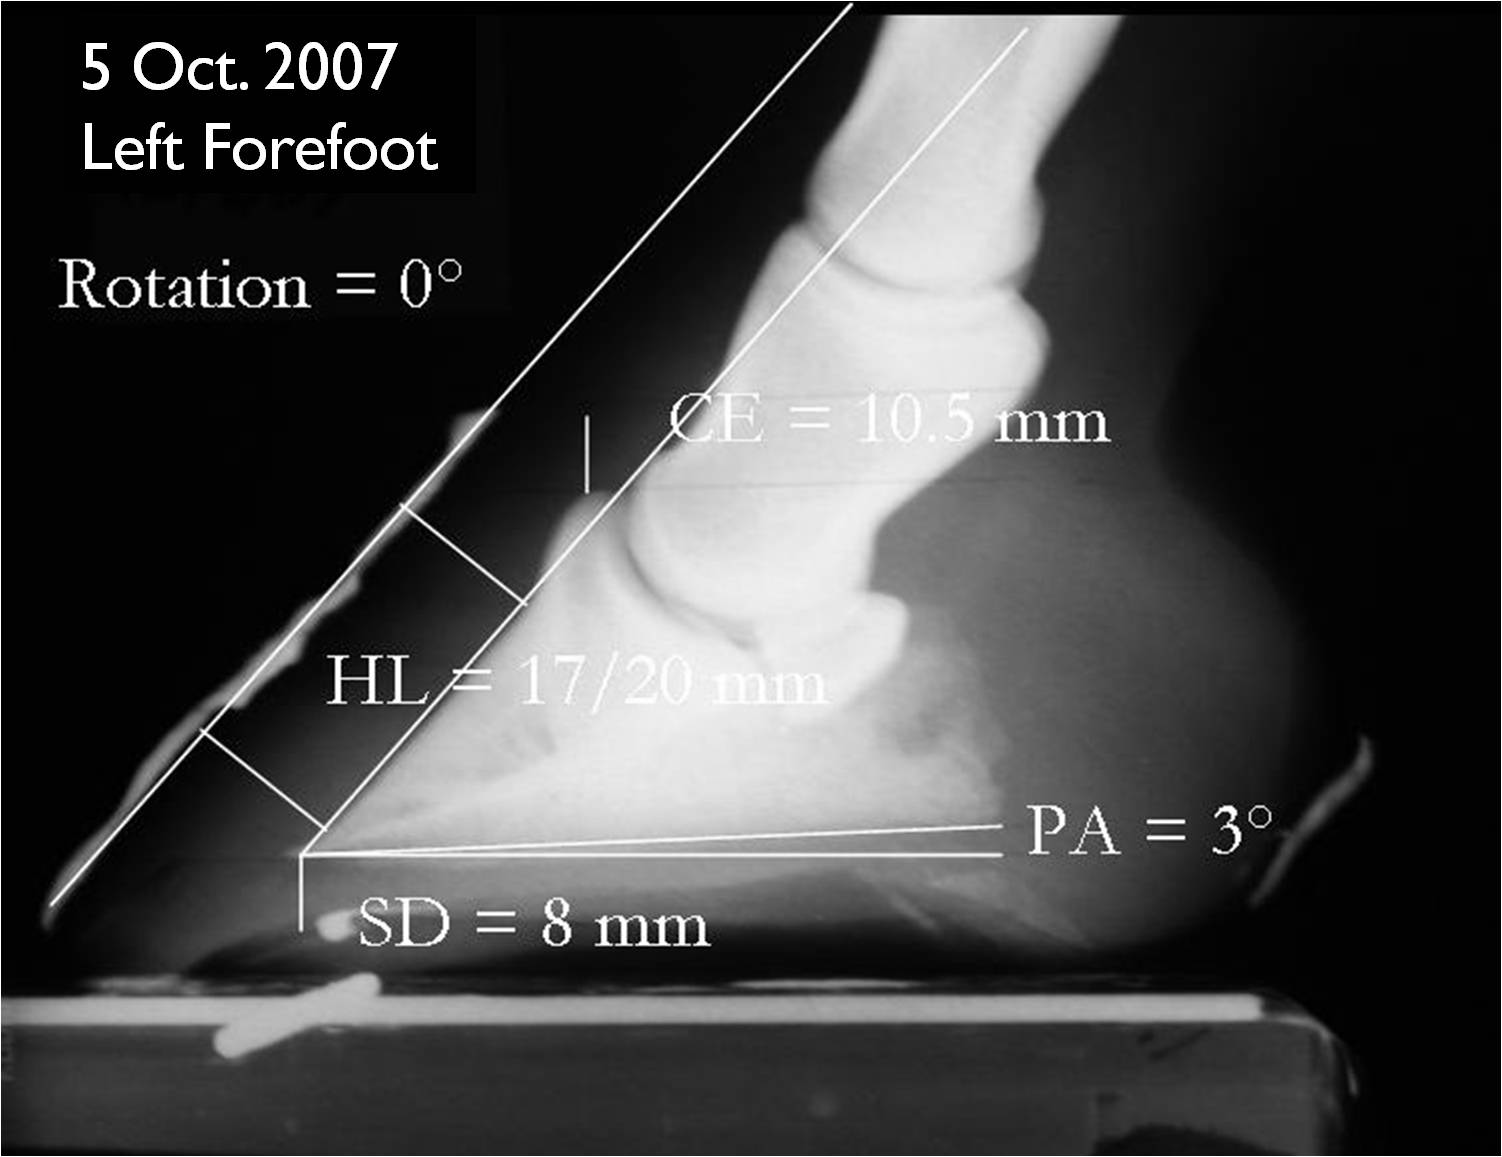 5 Oct. 2007
Left Forefoot
Rotation = 0°
CE = 10.5 mm
HL = 17/20 mm
PA = 3°
SD = 8 mm